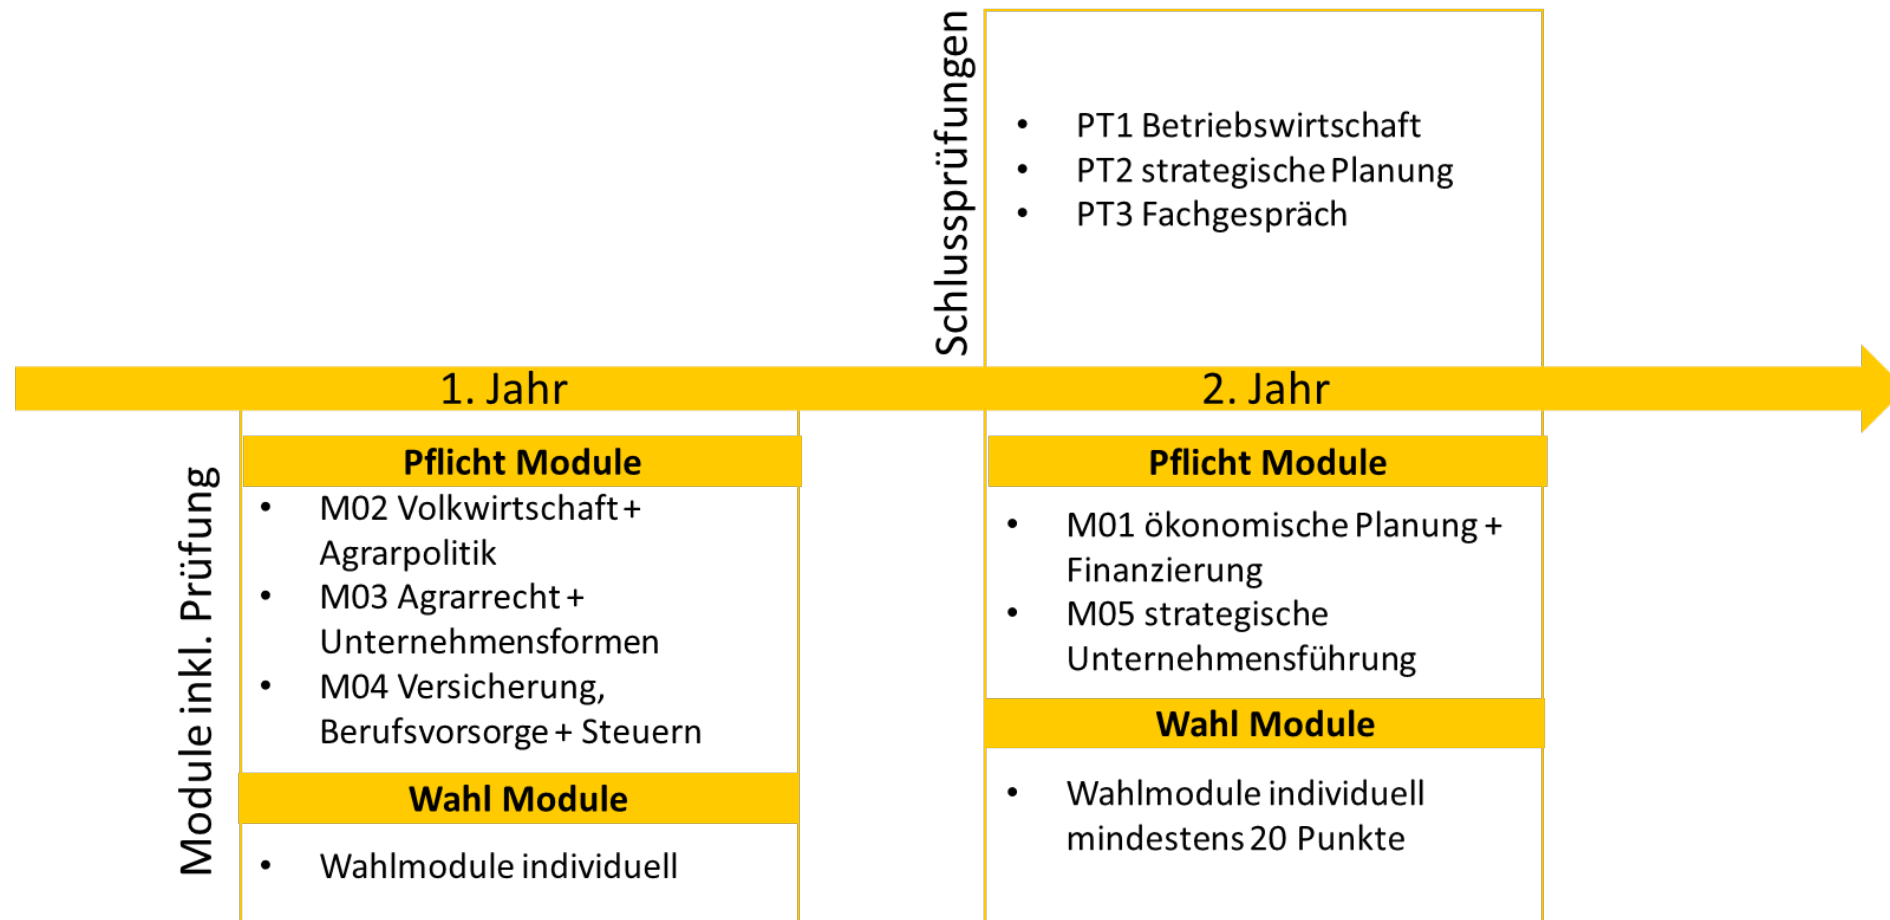 Schlussprüfungen
• PT1 Betriebswirtschaft
• PT2 strategische Planung
• PT3 Fachgespräch
1. Jahr
2. Jahr
Module inkl. Prüfung
Pflicht Module
• M02 Volkwirtschaft +
Agrarpolitik
• M03 Agrarrecht +
Unternehmensformen
• M04 Versicherung,
Berufsvorsorge + Steuern
Wahl Module
• Wahlmodule individuell
Pflicht Module
• M01 ökonomische Planung +
Finanzierung
• M05 strategische
Unternehmensführung
Wahl Module
• Wahlmodule individuell
mindestens 20 Punkte